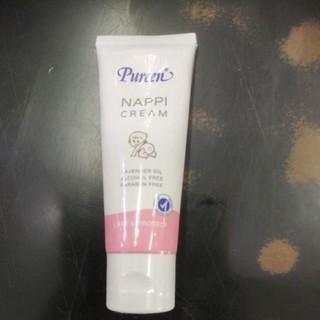 Pureen
NAPPI
CREAM
LAVENDER OIL
ALCOHOL FREE
PARABEN FREE